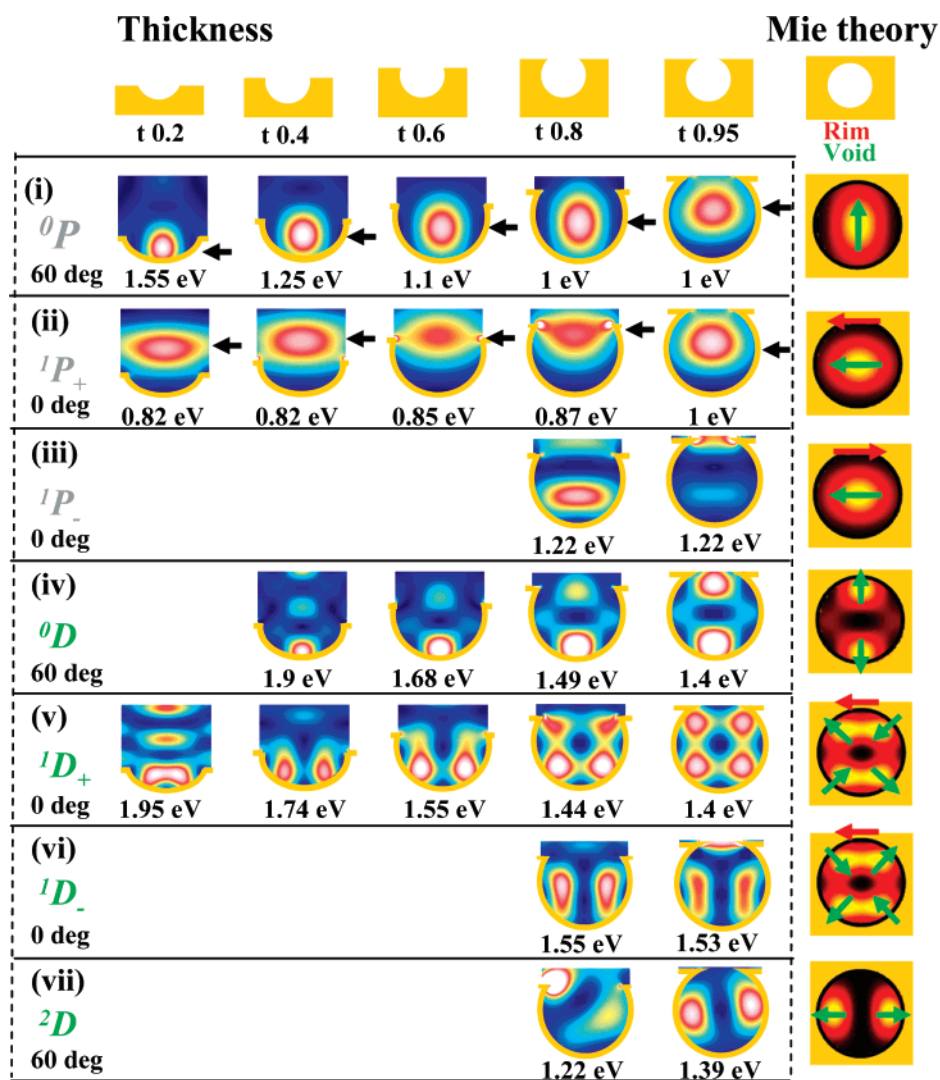 Thickness Mie theory
t 0.2 t 0.4 t 0.6 t 0.8 t 0.95 Rim
Void
(i)
⁰P
60 deg
1.55 eV 1.25 eV 1.1 eV 1 eV 1 eV
(ii)
¹P₊
0 deg
0.82 eV 0.82 eV 0.85 eV 0.87 eV 1 eV
(iii)
¹P₋
0 deg
1.22 eV 1.22 eV
(iv)
⁰D
60 deg
1.9 eV 1.68 eV 1.49 eV 1.4 eV
(v)
¹D₊
0 deg
1.95 eV 1.74 eV 1.55 eV 1.44 eV 1.4 eV
(vi)
¹D₋
0 deg
1.55 eV 1.53 eV
(vii)
²D
60 deg
1.22 eV 1.39 eV